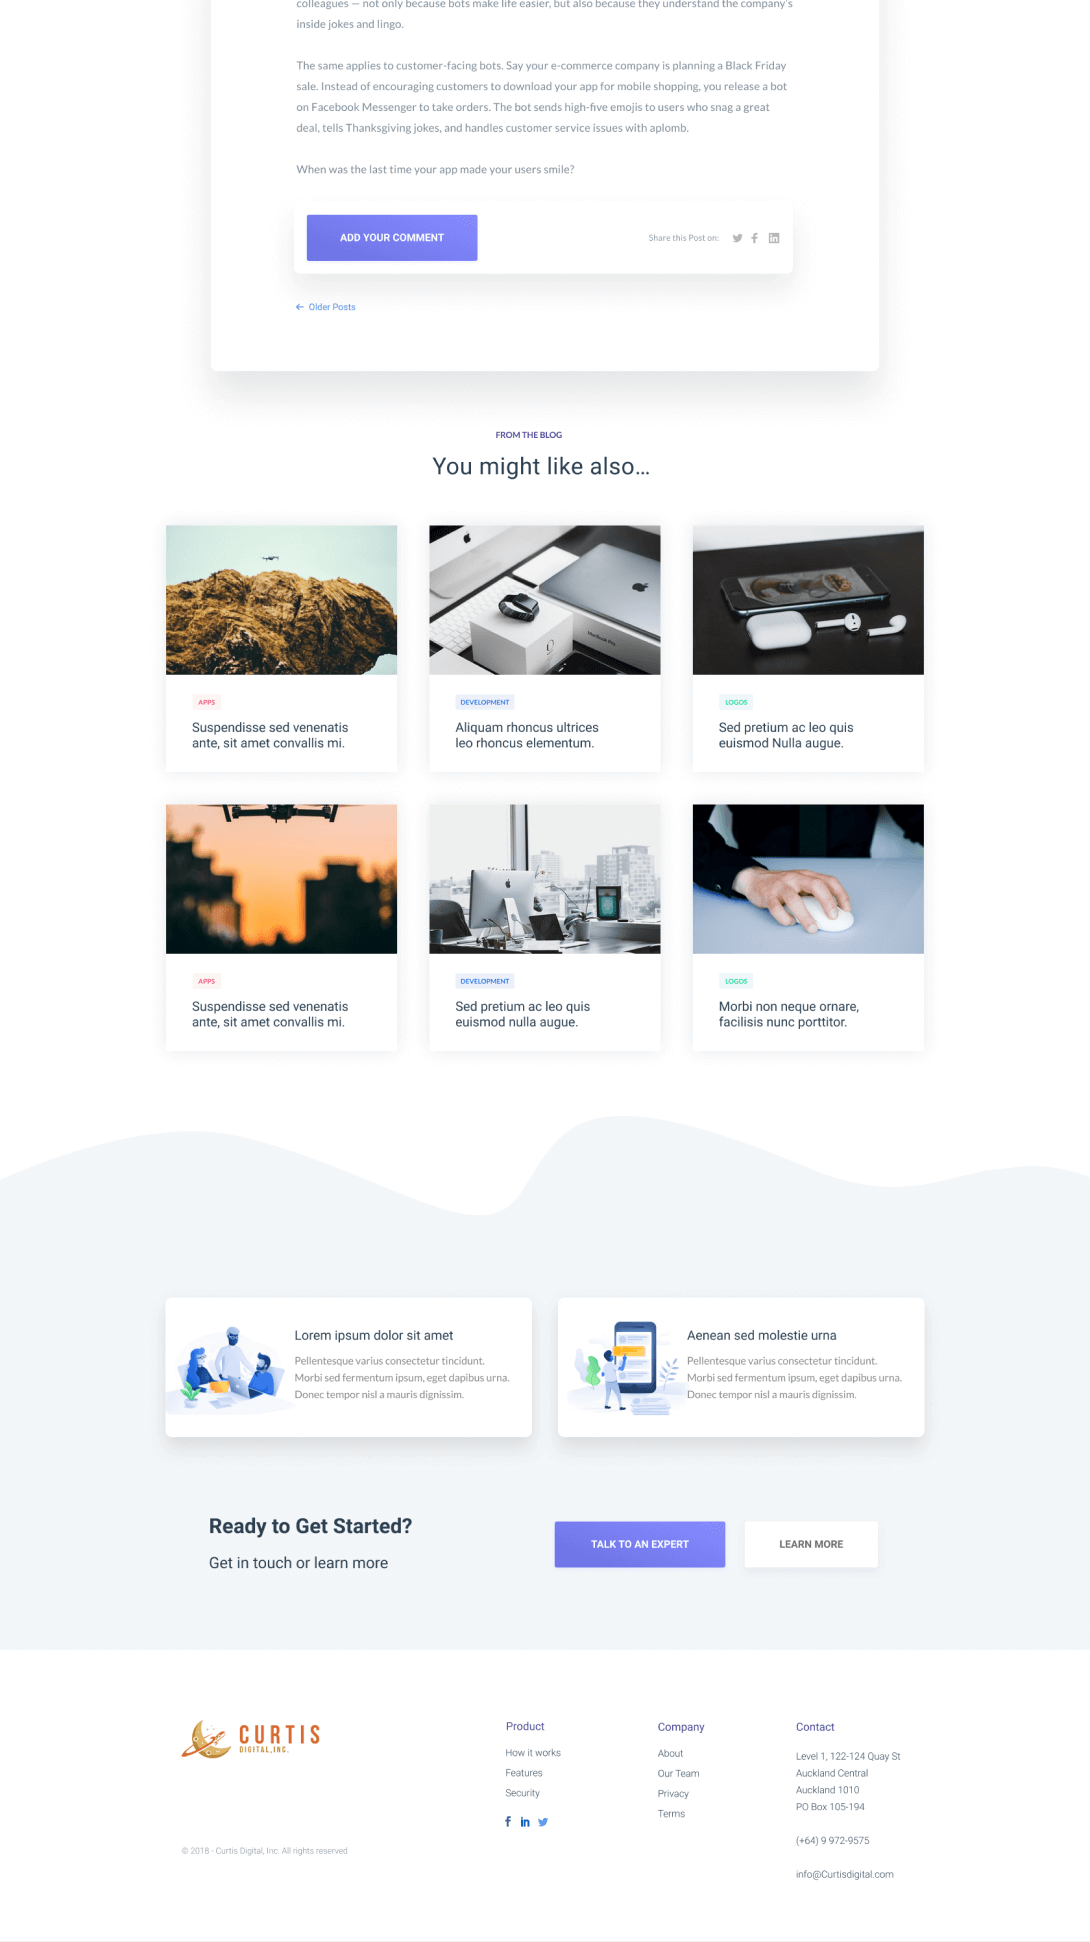 colleagues — not only because bots make life easier, but also because they understand the company's
inside jokes and lingo.
The same applies to customer-facing bots. Say your e-commerce company is planning a Black Friday
sale. Instead of encouraging customers to download your app for mobile shopping, you release a bot
on Facebook Messenger to take orders. The bot sends high-five emojis to users who snag a great
deal, tells Thanksgiving jokes, and handles customer service issues with aplomb.
When was the last time your app made your users smile?
ADD YOUR COMMENT
Share this Post on:
Older Posts
FROM THE BLOG
You might like also...
MacBook Pro
APPS
Suspendisse sed venenatis
ante, sit amet convallis mi.
DEVELOPMENT
Aliquam rhoncus ultrices
leo rhoncus elementum.
LOGOS
Sed pretium ac leo quis
euismod Nulla augue.
APPS
Suspendisse sed venenatis
ante, sit amet convallis mi.
DEVELOPMENT
Sed pretium ac leo quis
euismod nulla augue.
LOGOS
Morbi non neque ornare,
facilisis nunc porttitor.
Lorem ipsum dolor sit amet
Pellentesque varius consectetur tincidunt.
Morbi sed fermentum ipsum, eget dapibus urna.
Donec tempor nisl a mauris dignissim.
Aenean sed molestie urna
Pellentesque varius consectetur tincidunt.
Morbi sed fermentum ipsum, eget dapibus urna.
Donec tempor nisl a mauris dignissim.
Ready to Get Started?
Get in touch or learn more
TALK TO AN EXPERT
LEARN MORE
CURTIS
DIGITAL, INC.
© 2018 - Curtis Digital, Inc. All rights reserved
Product
How it works
Features
Security
Company
About
Our Team
Privacy
Terms
Contact
Level 1, 122-124 Quay St
Auckland Central
Auckland 1010
PO Box 105-194
(+64) 9 972-9575
info@Curtisdigital.com